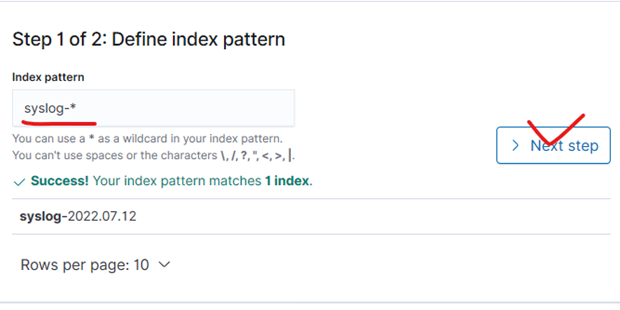 Step 1 of 2: Define index pattern
Index pattern
syslog-*
You can use a * as a wildcard in your index pattern.
You can't use spaces or the characters \, /, ?, ", <, >, |.
> Next step
✓ Success! Your index pattern matches 1 index.
syslog-2022.07.12
Rows per page: 10